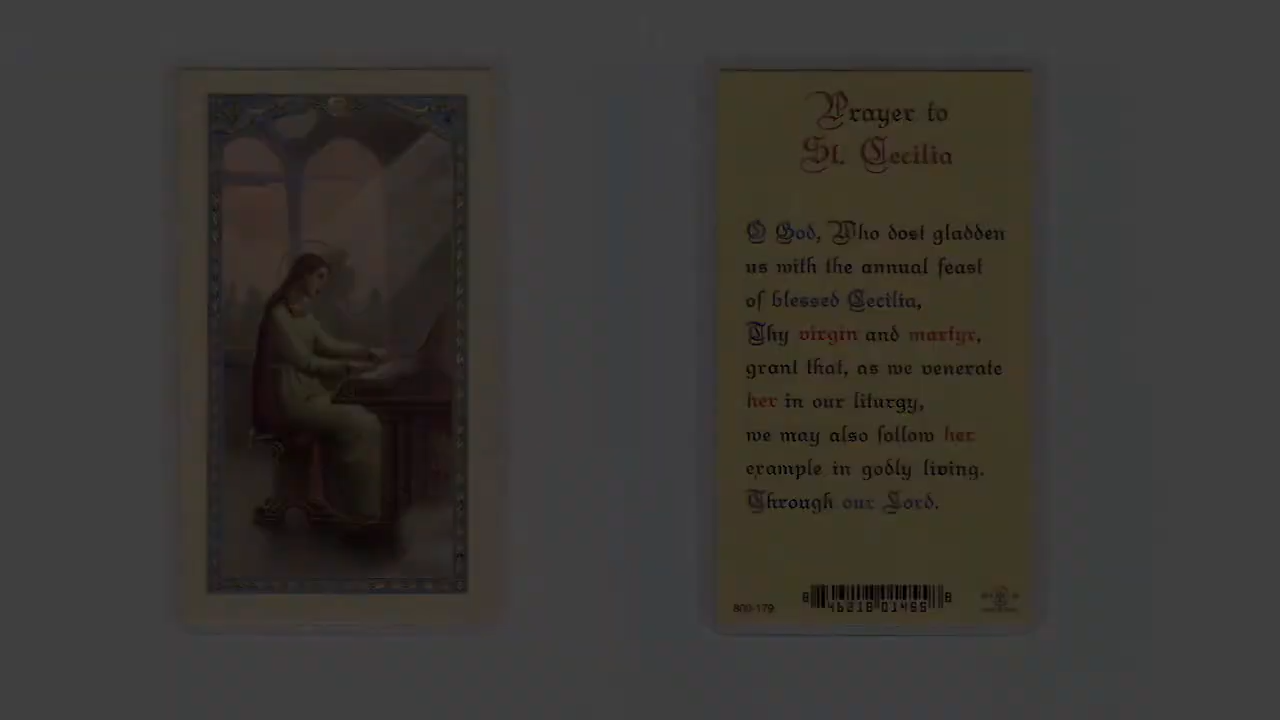 Prayer to
St. Cecilia
O God, Who dost gladden
us with the annual feast
of blessed Cecilia,
Thy virgin and martyr,
grant that, as we venerate
her in our liturgy,
we may also follow her
example in godly living.
Through our Lord.
800-179